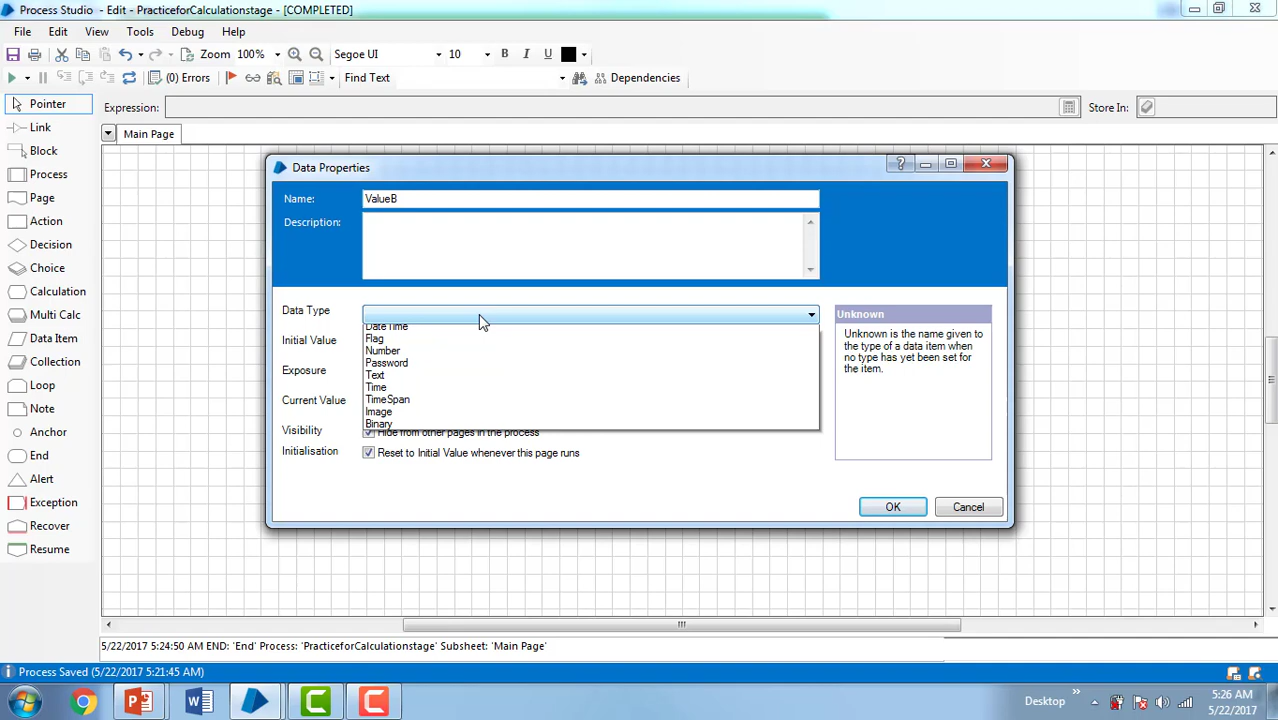 Process Studio - Edit - PracticeforCalculationstage - [COMPLETED]
File Edit View Tools Debug Help
Zoom 100% Segoe UI 10 B I U
(0) Errors Find Text Dependencies
Pointer Expression: Store In:
Link Main Page
Block
Process
Page
Action
Decision
Choice
Calculation
Multi Calc
Data Item
Collection
Loop
Note
Anchor
End
Alert
Exception
Recover
Resume
Data Properties
Name: ValueB
Description:
Data Type
Initial Value
Exposure
Current Value
Visibility
Initialisation
DateTime
Flag
Number
Password
Text
Time
TimeSpan
Image
Binary
Hide from other pages in the process
Reset to Initial Value whenever this page runs
Unknown
Unknown is the name given to
the type of a data item when
no type has yet been set for
the item.
OK Cancel
5/22/2017 5:24:50 AM END: 'End' Process: 'PracticeforCalculationstage' Subsheet: 'Main Page'
Process Saved (5/22/2017 5:21:45 AM)
Desktop
5:26 AM
5/22/2017